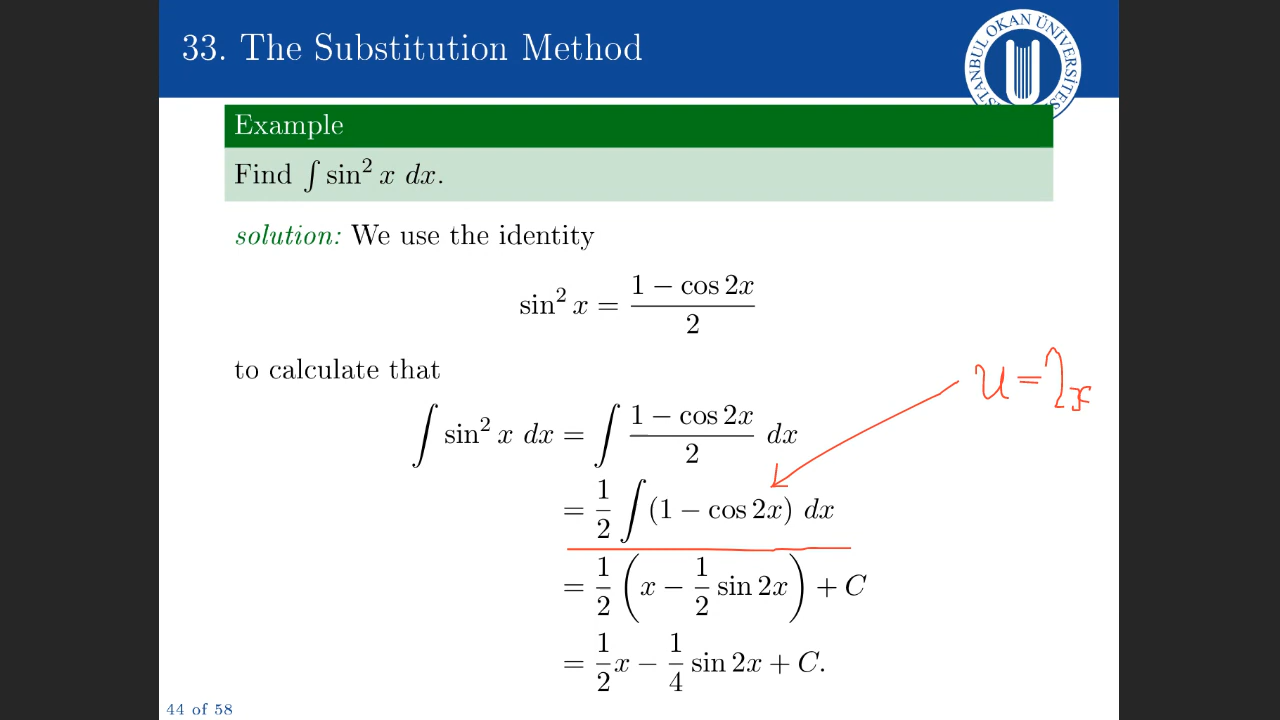 33. The Substitution Method
İSTANBUL OKAN ÜNİVERSİTESİ
Example
Find ∫ sin² x dx.
solution: We use the identity
sin² x = (1 − cos 2x)/2
to calculate that
u = 2x
∫ sin² x dx = ∫ (1 − cos 2x)/2 dx
= 1/2 ∫ (1 − cos 2x) dx
= 1/2 (x − 1/2 sin 2x) + C
= 1/2 x − 1/4 sin 2x + C.
44 of 58